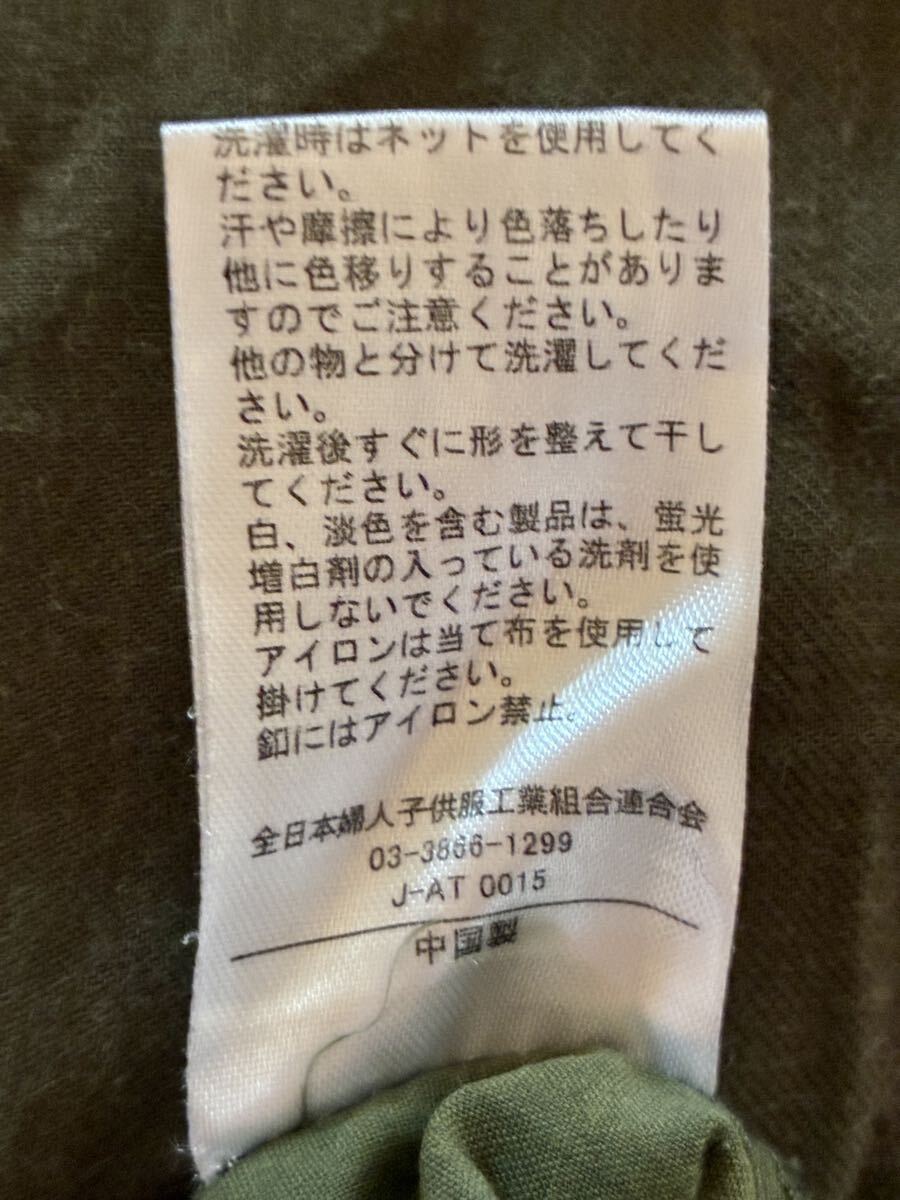 洗濯時はネットを使用してく
ださい。
汗や摩擦により色落ちしたり
他に色移りすることがありま
すのでご注意ください。
他の物と分けて洗濯してくだ
さい。
洗濯後すぐに形を整えて干し
てください。
白、淡色を含む製品は、蛍光
増白剤の入っている洗剤を使
用しないでください。
アイロンは当て布を使用して
掛けてください。
釦にはアイロン禁止。
全日本婦人子供服工業組合連合会
03-3866-1299
J-AT 0015
中国製